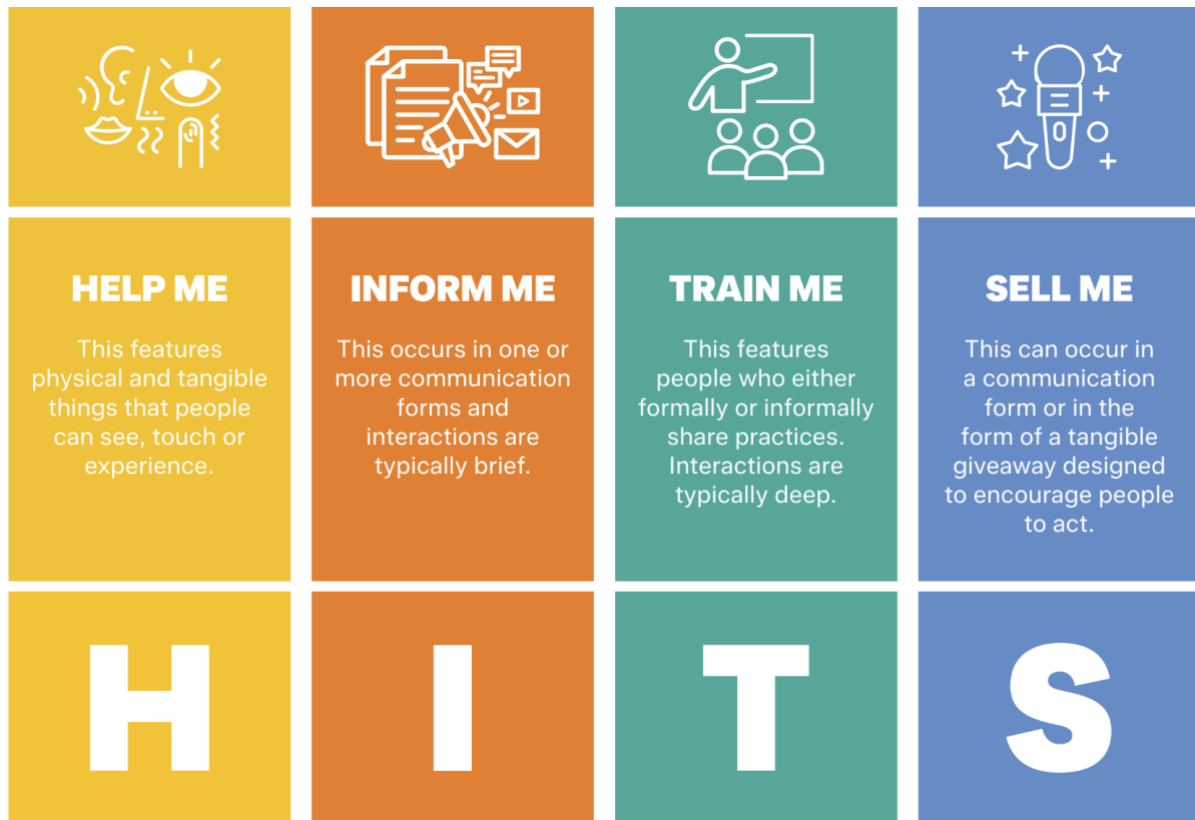 HELP ME
This features
physical and tangible
things that people
can see, touch or
experience.
INFORM ME
This occurs in one or
more communication
forms and
interactions are
typically brief.
TRAIN ME
This features
people who either
formally or informally
share practices.
Interactions are
typically deep.
SELL ME
This can occur in
a communication
form or in the
form of a tangible
giveaway designed
to encourage people
to act.
H
I
T
S